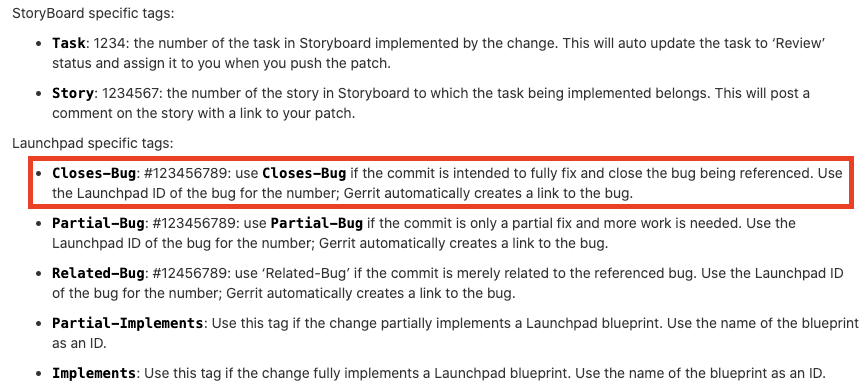 StoryBoard specific tags:
• Task: 1234: the number of the task in Storyboard implemented by the change. This will auto update the task to ‘Review’
status and assign it to you when you push the patch.
• Story: 1234567: the number of the story in Storyboard to which the task being implemented belongs. This will post a
comment on the story with a link to your patch.
Launchpad specific tags:
• Closes-Bug: #123456789: use Closes-Bug if the commit is intended to fully fix and close the bug being referenced. Use
the Launchpad ID of the bug for the number; Gerrit automatically creates a link to the bug.
• Partial-Bug: #123456789: use Partial-Bug if the commit is only a partial fix and more work is needed. Use the
Launchpad ID of the bug for the number; Gerrit automatically creates a link to the bug.
• Related-Bug: #12456789: use ‘Related-Bug’ if the commit is merely related to the referenced bug. Use the Launchpad ID
of the bug for the number; Gerrit automatically creates a link to the bug.
• Partial-Implements: Use this tag if the change partially implements a Launchpad blueprint. Use the name of the blueprint
as an ID.
• Implements: Use this tag if the change fully implements a Launchpad blueprint. Use the name of the blueprint as an ID.